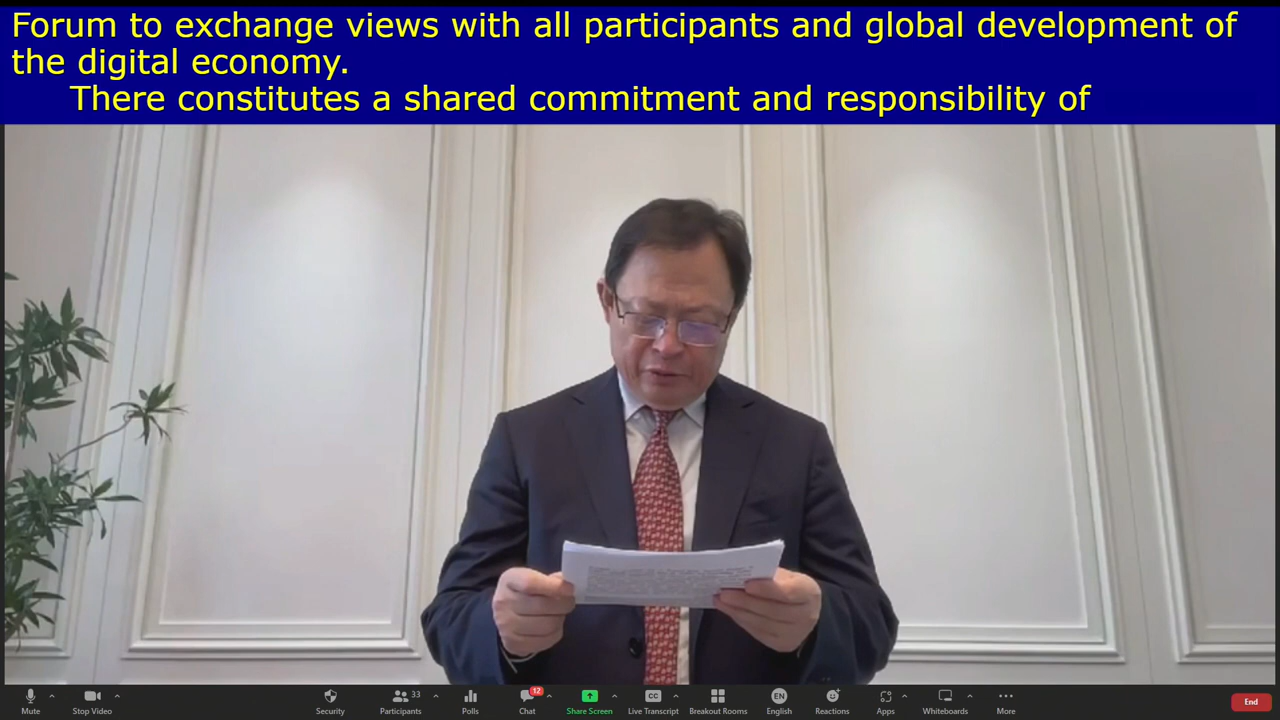 Forum to exchange views with all participants and global development of
the digital economy.
There constitutes a shared commitment and responsibility of
33
12
CC
EN
Mute
Stop Video
Security
Participants
Polls
Chat
Share Screen
Live Transcript
Breakout Rooms
English
Reactions
Apps
Whiteboards
More
End